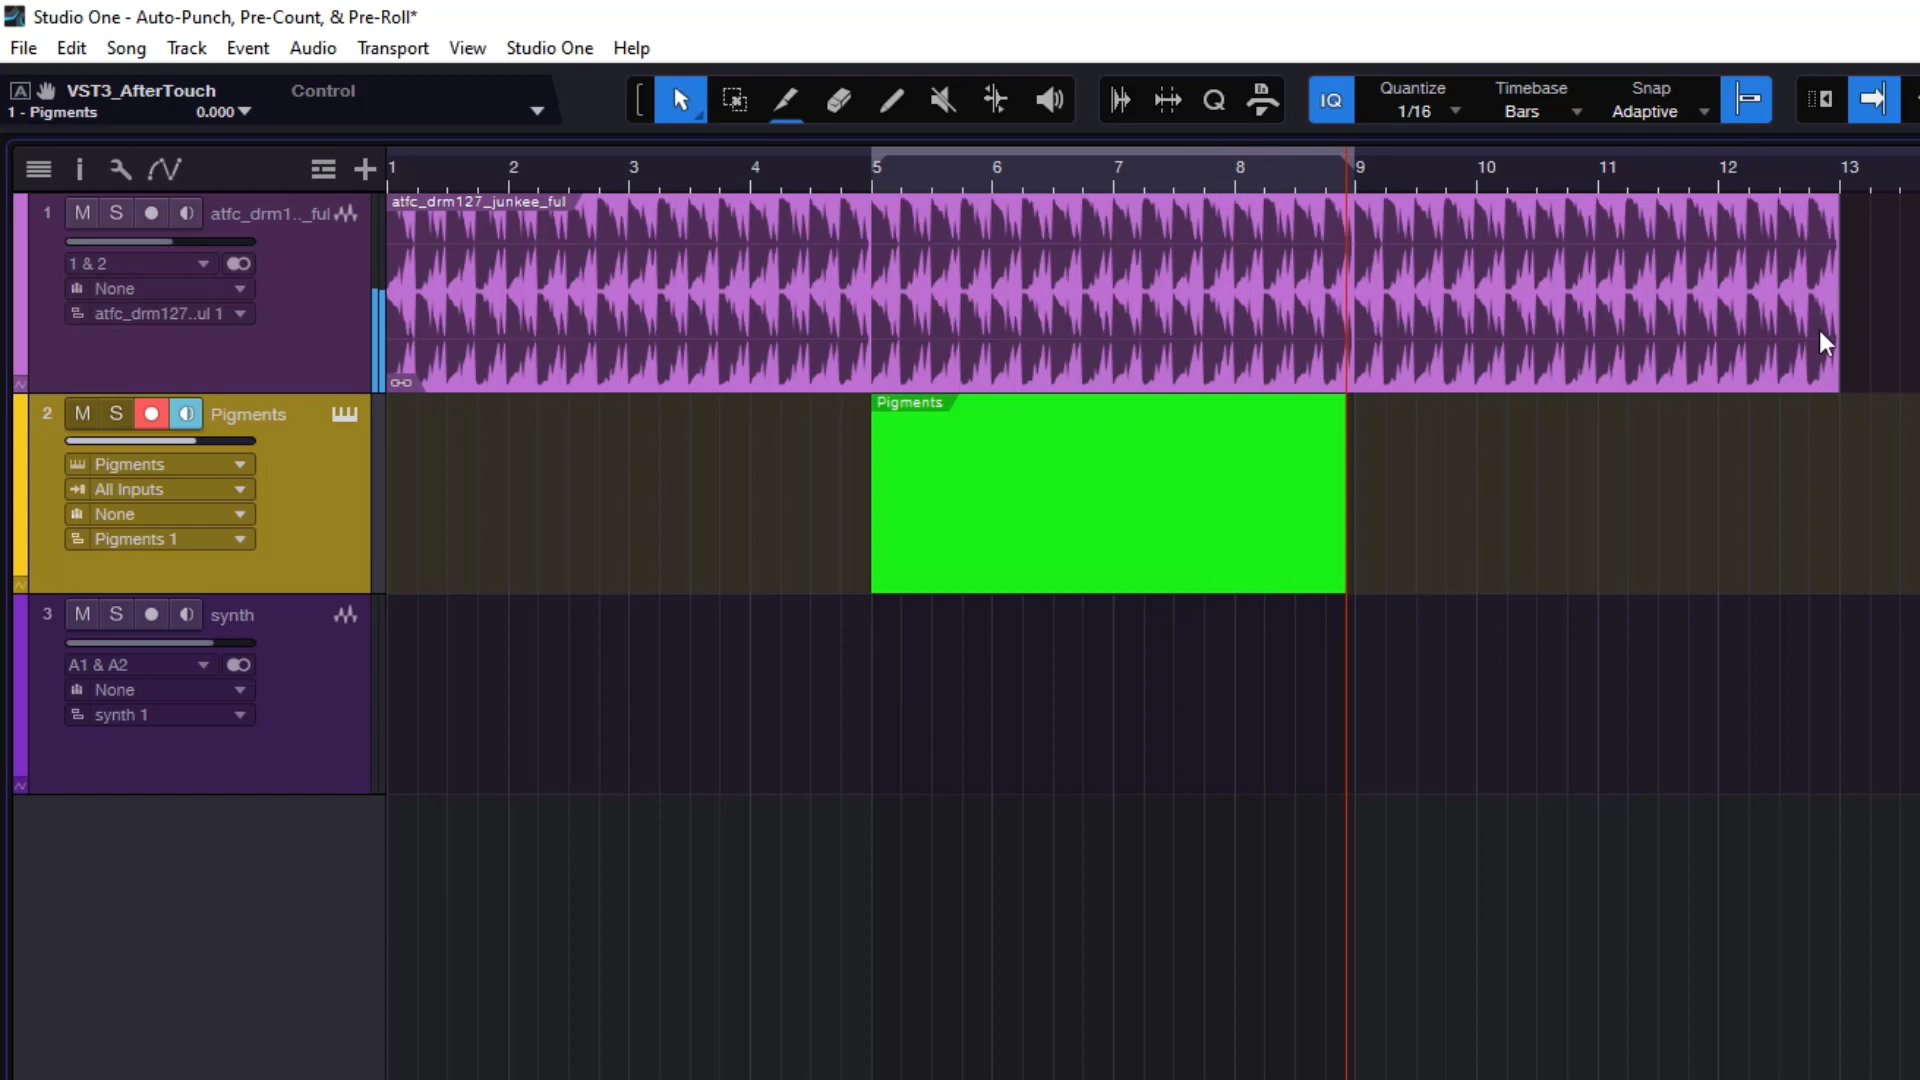 Studio One - Auto-Punch, Pre-Count, & Pre-Roll*
File Edit Song Track Event Audio Transport View Studio One Help
A VST3_AfterTouch Control
1 - Pigments 0.000
IQ Quantize Timebase Snap
1/16 Bars Adaptive
1 2 3 4 5 6 7 8 9 10 11 12 13
1 M S atfc_drm1.._ful
atfc_drm127_junkee_ful
1 & 2
None
atfc_drm127..ul 1
2 M S Pigments
Pigments
Pigments
All Inputs
None
Pigments 1
3 M S synth
A1 & A2
None
synth 1